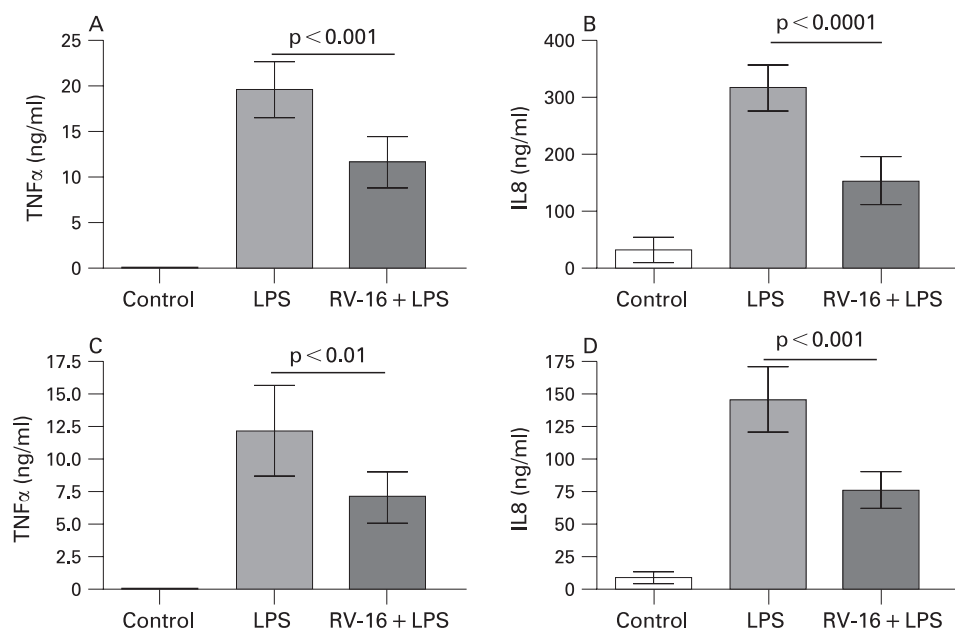 A
p < 0.001
TNFα (ng/ml)
25
20
15
10
5
0
Control LPS RV-16 + LPS
B
p < 0.0001
IL8 (ng/ml)
400
300
200
100
0
Control LPS RV-16 + LPS
C
p < 0.01
TNFα (ng/ml)
17.5
15.0
12.5
10.0
7.5
5.0
2.5
0
Control LPS RV-16 + LPS
D
p < 0.001
IL8 (ng/ml)
175
150
125
100
75
50
25
0
Control LPS RV-16 + LPS